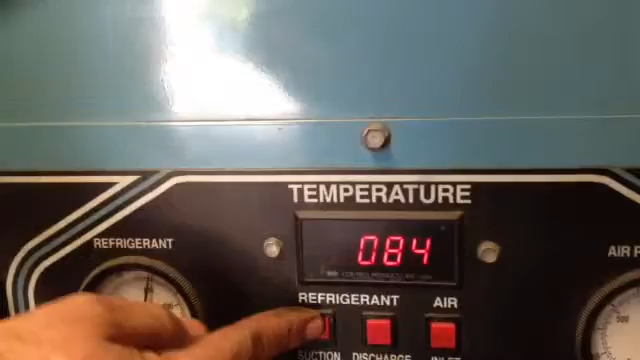 TEMPERATURE
REFRIGERANT
084
AIR
REFRIGERANT
AIR
SUCTION
DISCHARGE
INLET